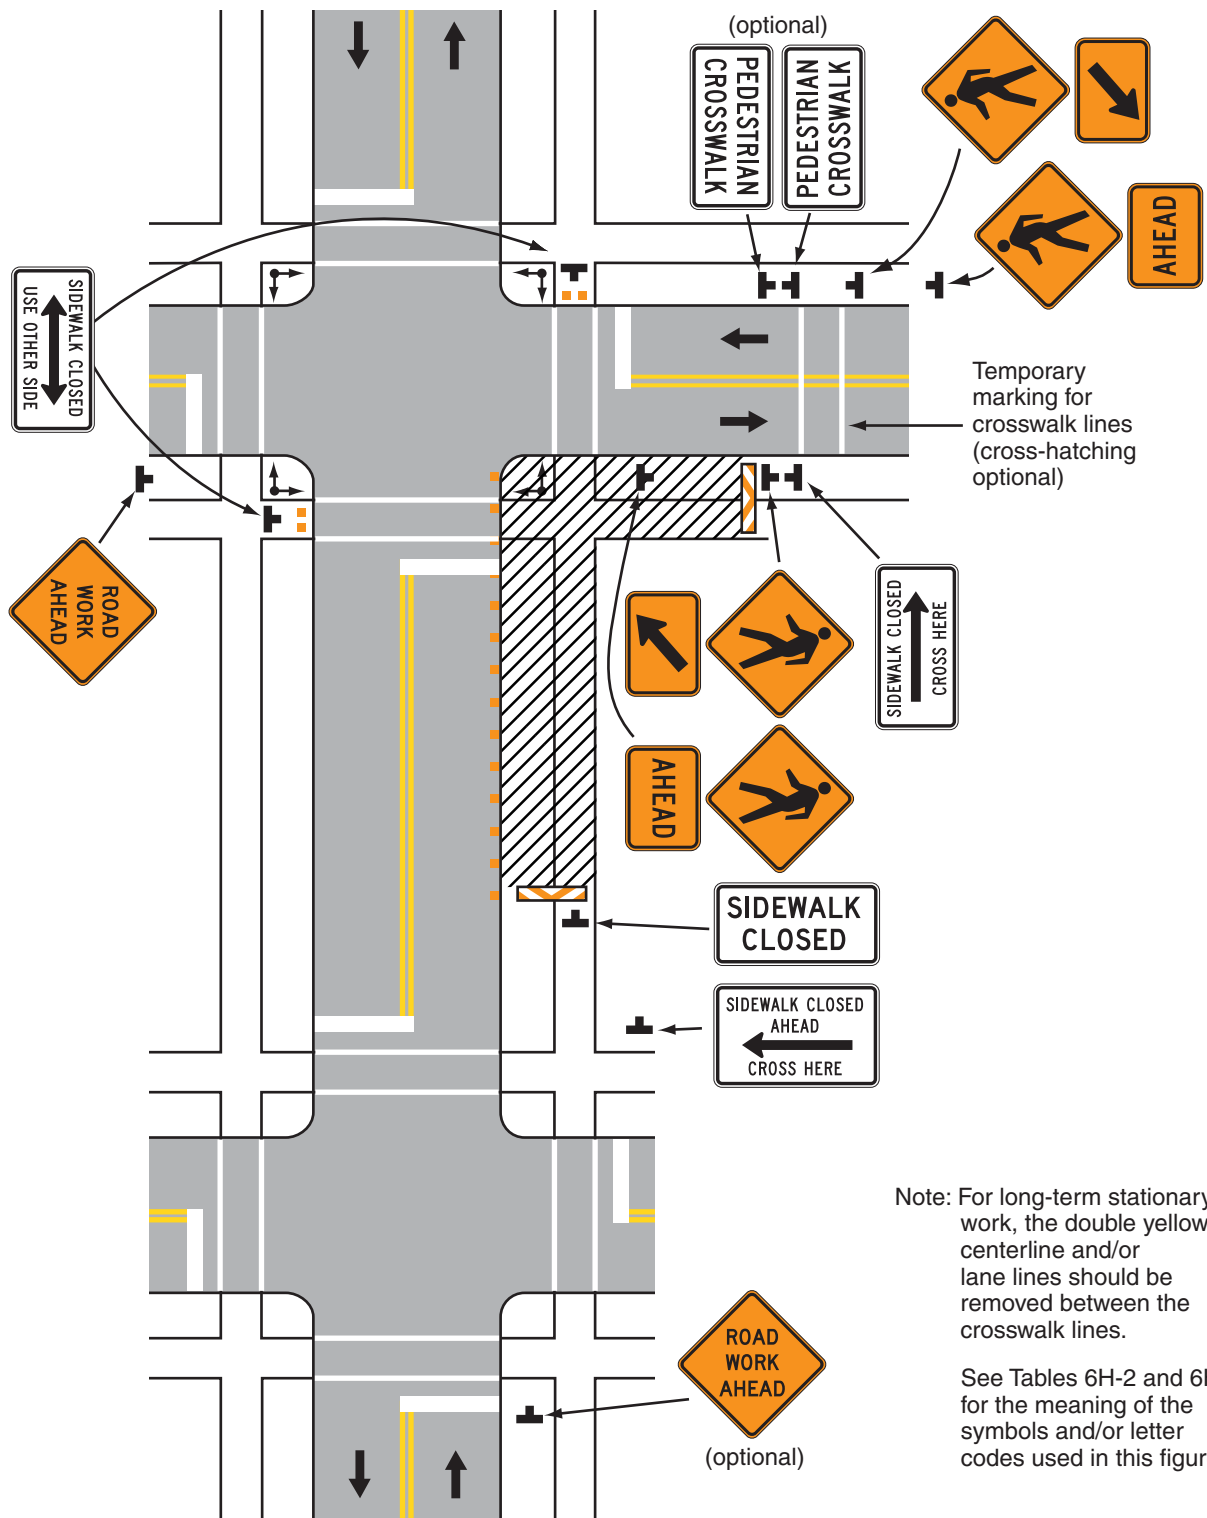 (optional)
PEDESTRIAN
CROSSWALK
PEDESTRIAN
CROSSWALK
AHEAD
SIDEWALK CLOSED
USE OTHER SIDE
Temporary
marking for
crosswalk lines
(cross-hatching
optional)
ROAD
WORK
AHEAD
SIDEWALK CLOSED
CROSS HERE
AHEAD
SIDEWALK
CLOSED
SIDEWALK CLOSED
AHEAD
CROSS HERE
Note: For long-term stationary
work, the double yellow
centerline and/or
lane lines should be
removed between the
crosswalk lines.
ROAD
WORK
AHEAD
(optional)
See Tables 6H-2 and
for the meaning of the
symbols and/or letter
codes used in this figur